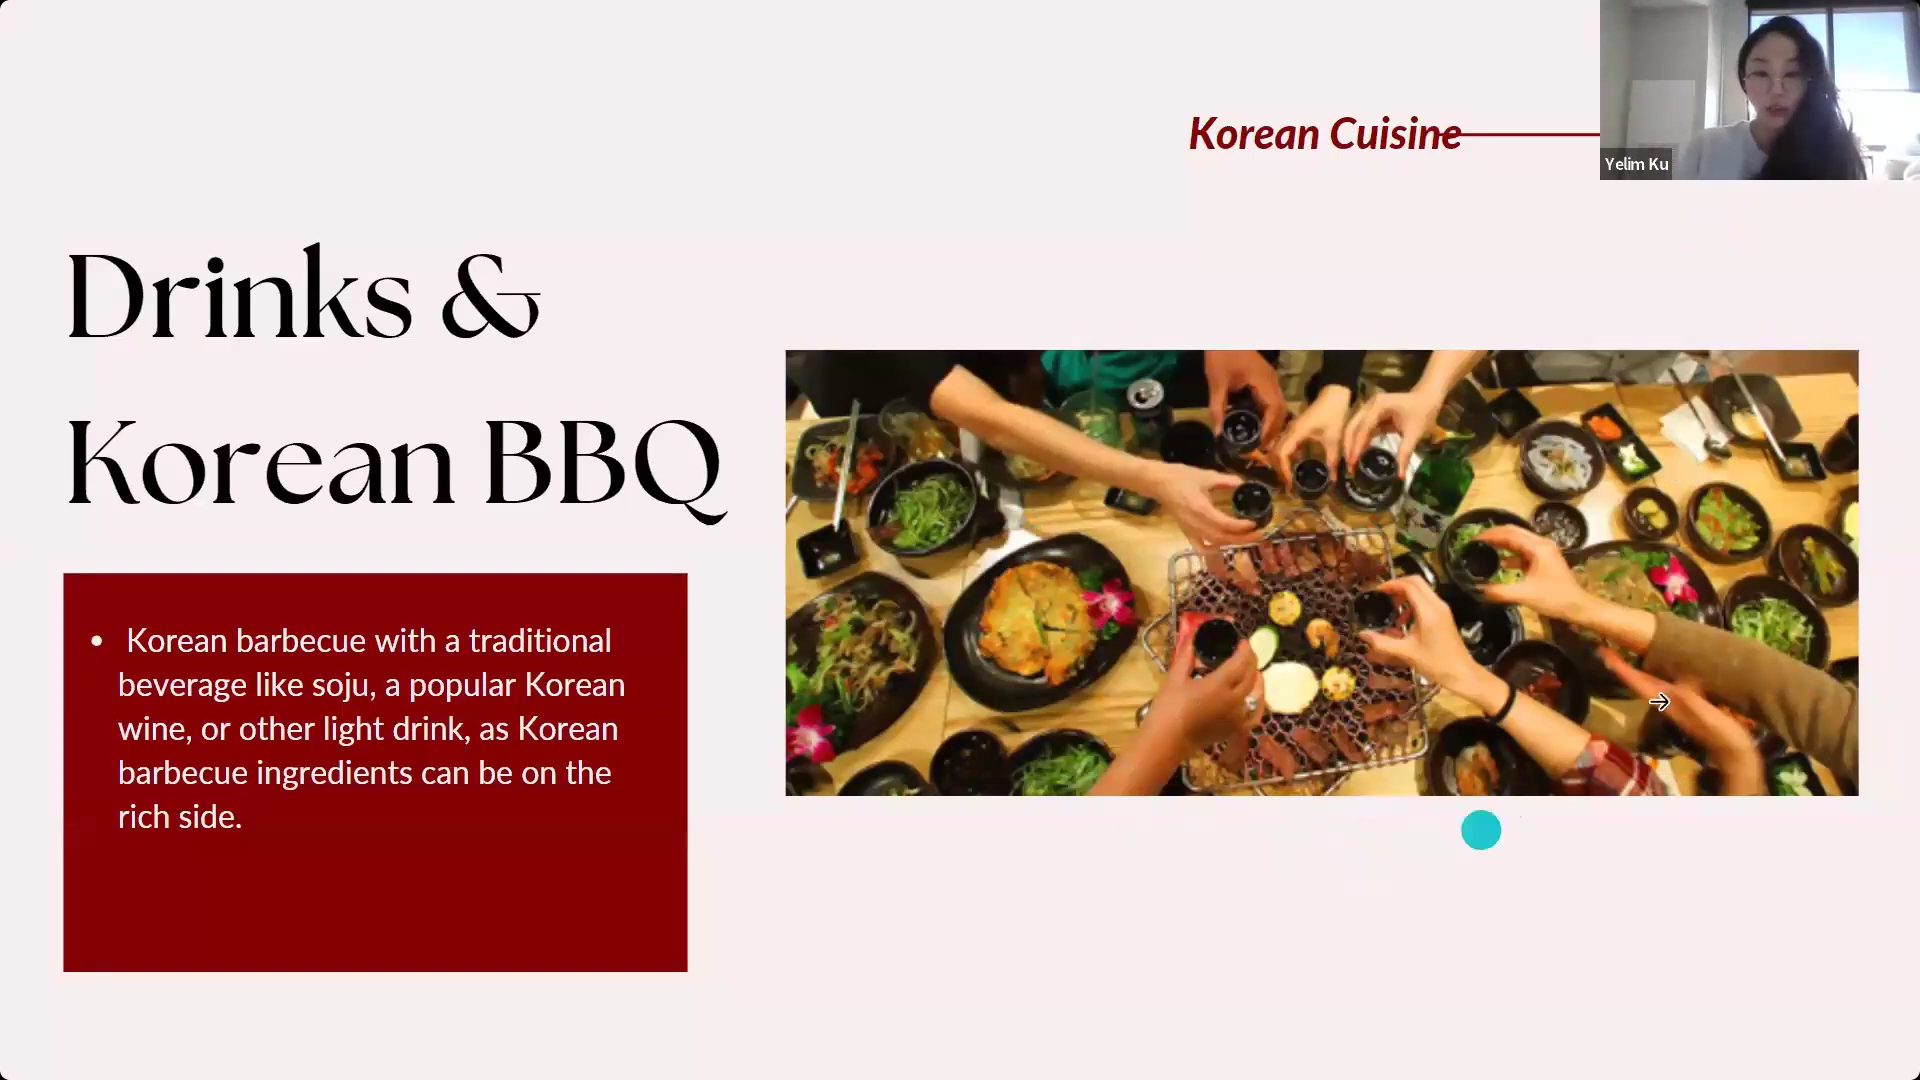 Korean Cuisine
Yelim Ku
Drinks &
Korean BBQ
• Korean barbecue with a traditional
beverage like soju, a popular Korean
wine, or other light drink, as Korean
barbecue ingredients can be on the
rich side.